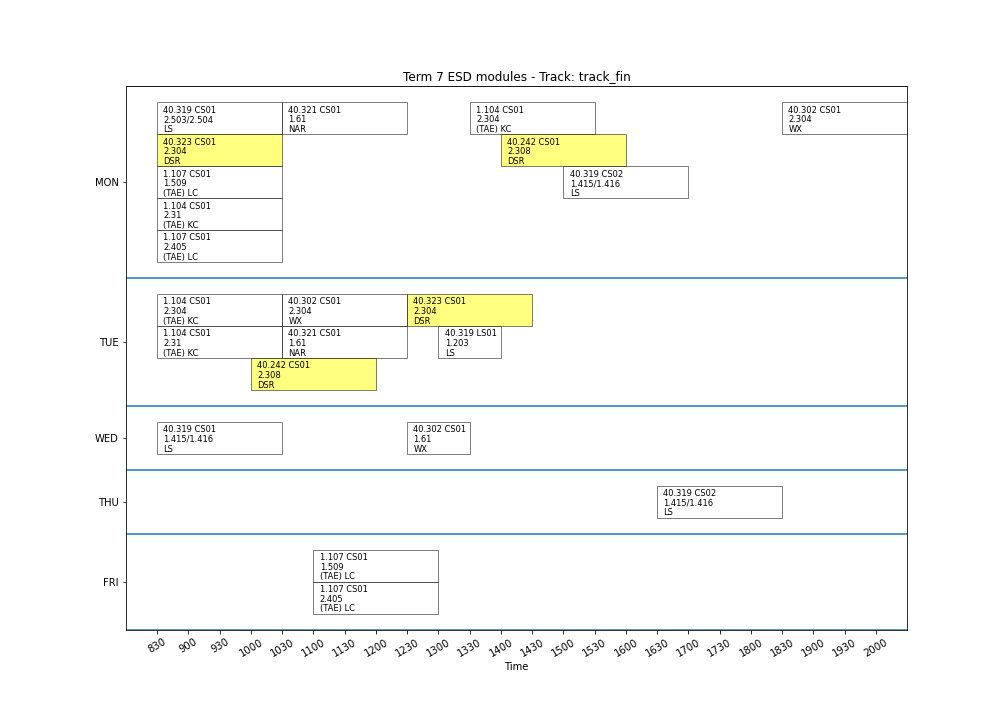 Term 7 ESD modules - Track: track_fin
MON
40.319 CS01
2.503/2.504
LS
40.321 CS01
1.61
NAR
1.104 CS01
2.304
(TAE) KC
40.302 CS01
2.304
WX
40.323 CS01
2.304
DSR
40.242 CS01
2.308
DSR
1.107 CS01
1.509
(TAE) LC
40.319 CS02
1.415/1.416
LS
1.104 CS01
2.31
(TAE) KC
1.107 CS01
2.405
(TAE) LC
TUE
1.104 CS01
2.304
(TAE) KC
40.302 CS01
2.304
WX
40.323 CS01
2.304
DSR
1.104 CS01
2.31
(TAE) KC
40.321 CS01
1.61
NAR
40.319 LS01
1.203
LS
40.242 CS01
2.308
DSR
WED
40.319 CS01
1.415/1.416
LS
40.302 CS01
1.61
WX
THU
40.319 CS02
1.415/1.416
LS
FRI
1.107 CS01
1.509
(TAE) LC
1.107 CS01
2.405
(TAE) LC
830 900 930 1000 1030 1100 1130 1200 1230 1300 1330 1400 1430 1500 1530 1600 1630 1700 1730 1800 1830 1900 1930 2000
Time